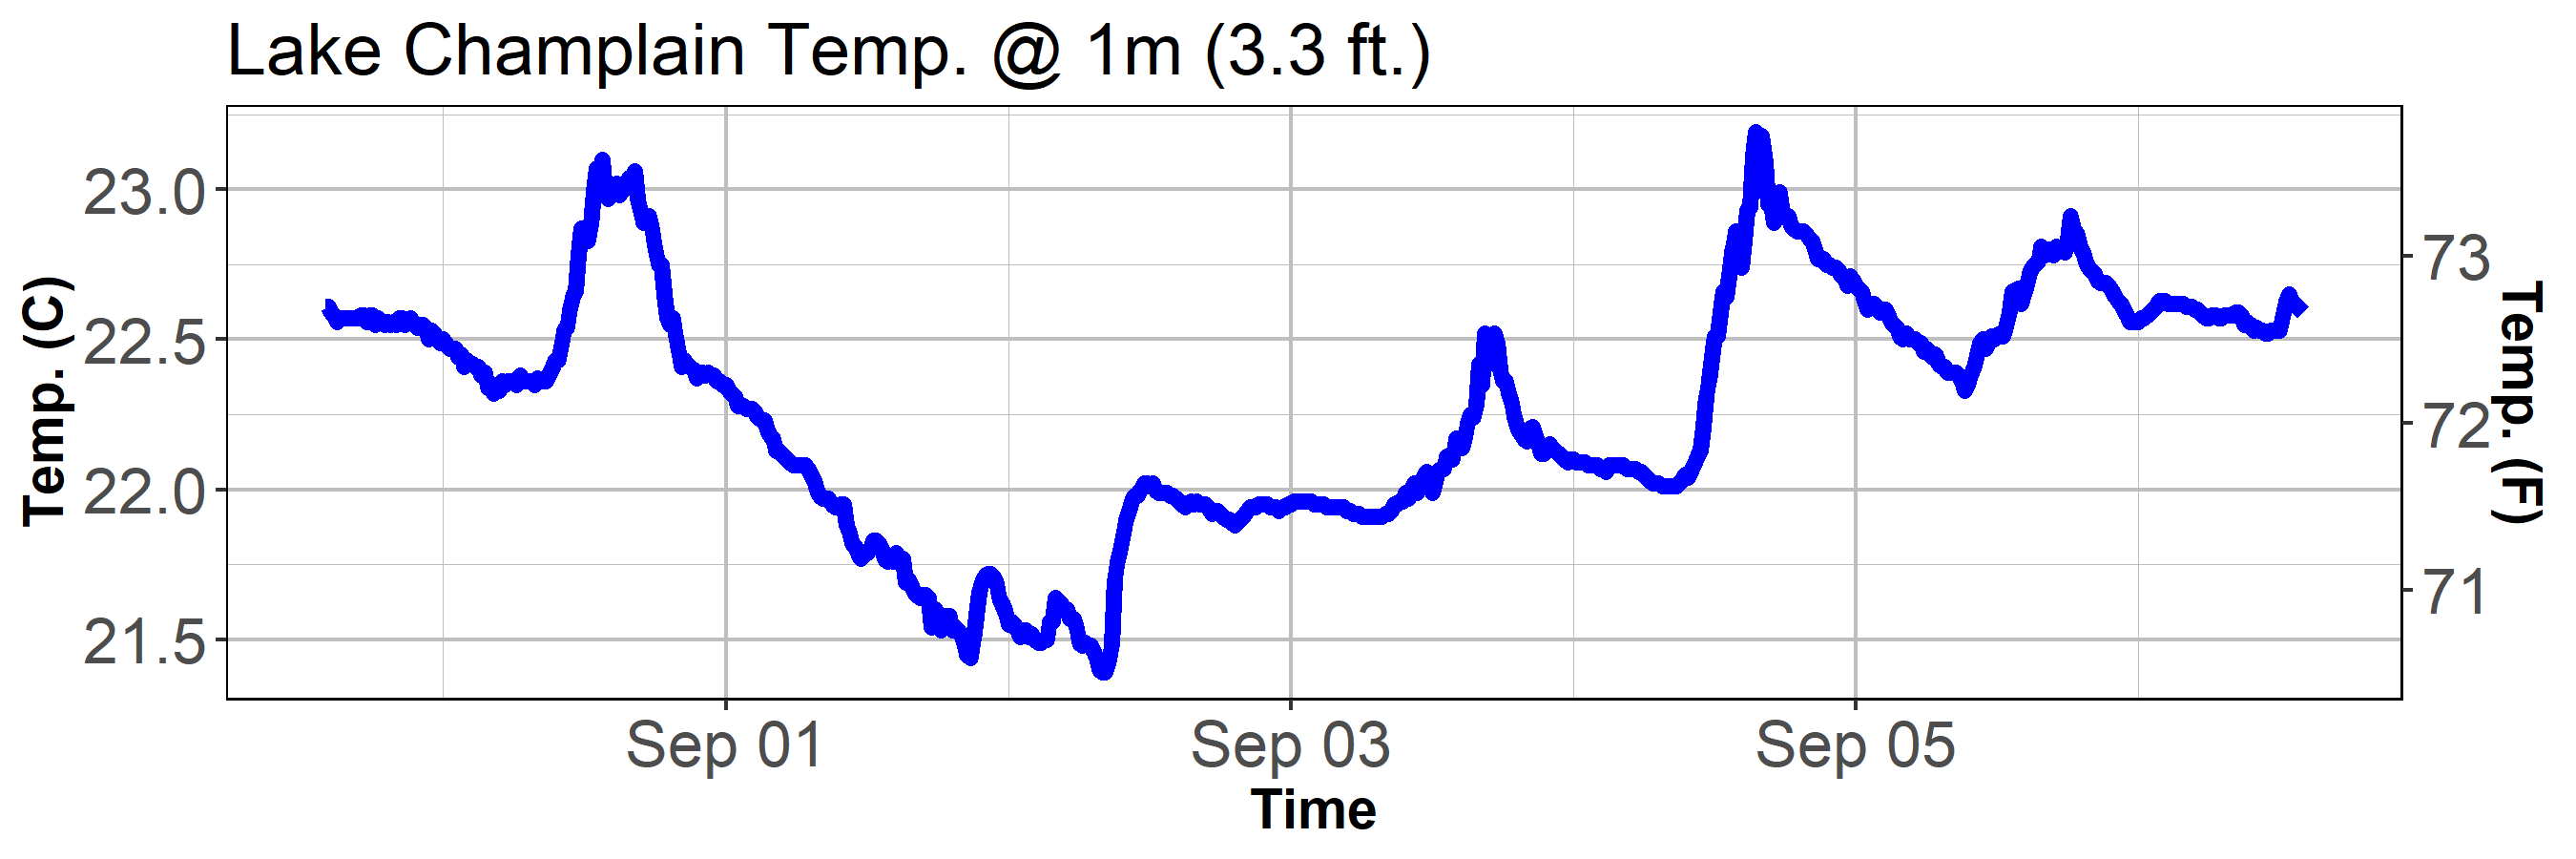 Lake Champlain Temp. @ 1m (3.3 ft.)
Temp. (C)
23.0
22.5
22.0
21.5
73
72
71
Temp. (F)
Sep 01 Sep 03 Sep 05
Time